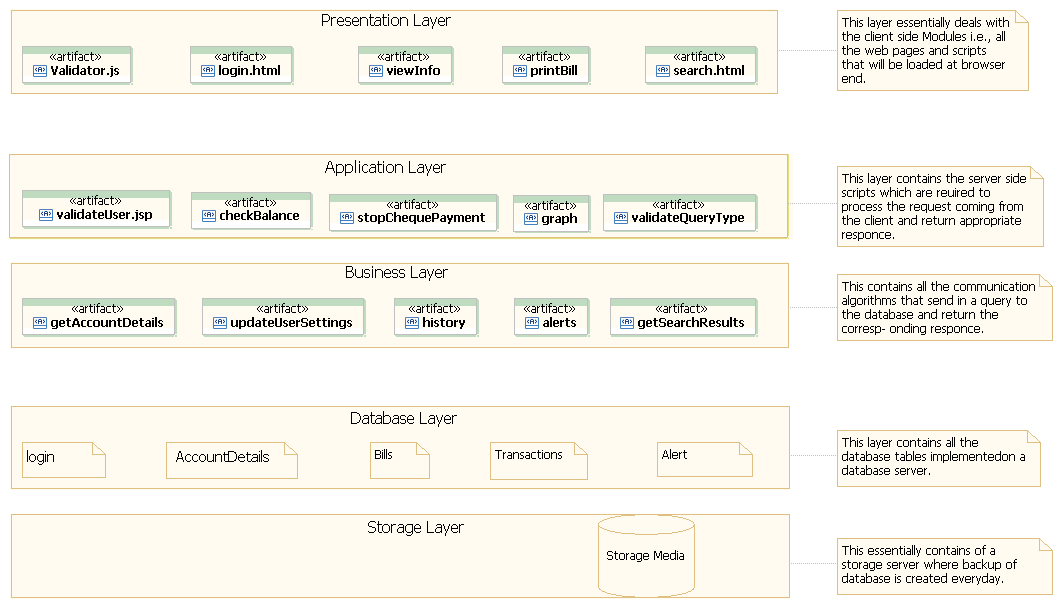 Presentation Layer
«artifact»
Validator.js
«artifact»
login.html
«artifact»
viewInfo
«artifact»
printBill
«artifact»
search.html
This layer essentially deals with
the client side Modules i.e., all
the web pages and scripts
that will be loaded at browser
end.
Application Layer
«artifact»
validateUser.jsp
«artifact»
checkBalance
«artifact»
stopChequePayment
«artifact»
graph
«artifact»
validateQueryType
This layer contains the server side
scripts which are reuired to
process the request coming from
the client and return appropriate
responce.
Business Layer
«artifact»
getAccountDetails
«artifact»
updateUserSettings
«artifact»
history
«artifact»
alerts
«artifact»
getSearchResults
This contains all the communication
algorithms that send in a query to
the database and return the
corresp- onding responce.
Database Layer
login
AccountDetails
Bills
Transactions
Alert
This layer contains all the
database tables implementedon a
database server.
Storage Layer
Storage Media
This essentially contains of a
storage server where backup of
database is created everyday.